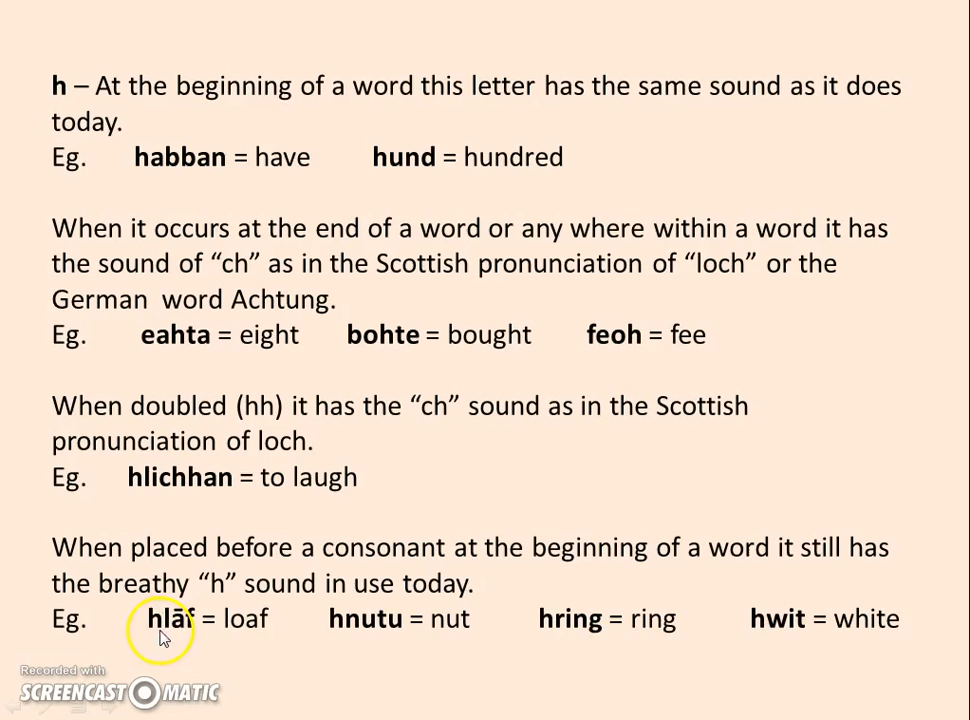 h – At the beginning of a word this letter has the same sound as it does
today.
Eg. habban = have hund = hundred
When it occurs at the end of a word or any where within a word it has
the sound of “ch” as in the Scottish pronunciation of “loch” or the
German word Achtung.
Eg. eahta = eight bohte = bought feoh = fee
When doubled (hh) it has the “ch” sound as in the Scottish
pronunciation of loch.
Eg. hlichhan = to laugh
When placed before a consonant at the beginning of a word it still has
the breathy “h” sound in use today.
Eg. hlāf = loaf hnutu = nut hring = ring hwit = white
Recorded with
SCREENCAST MATIC